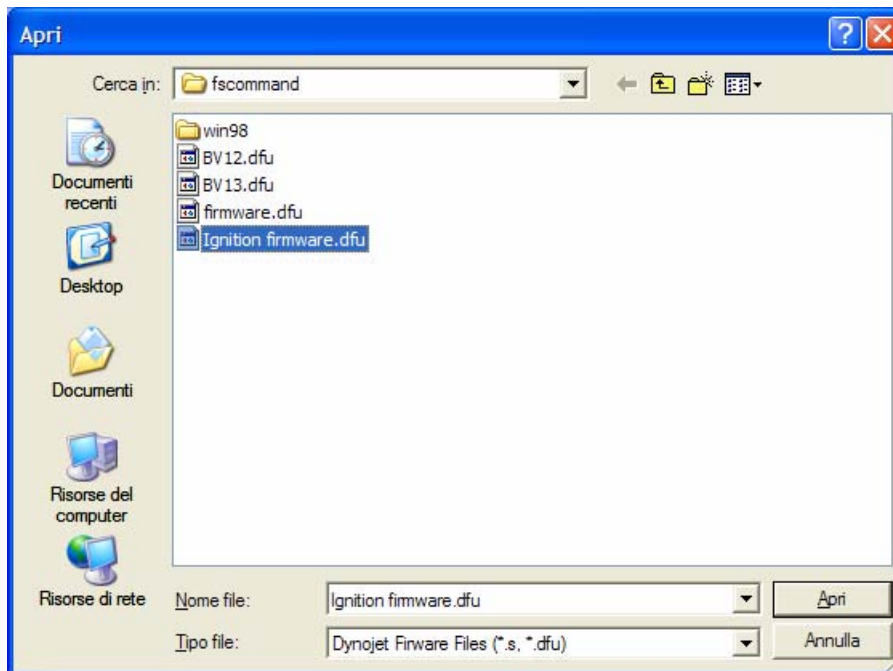 Apri
Cerca in: fscommand
win98
BV12.dfu
BV13.dfu
firmware.dfu
Ignition firmware.dfu
Documenti
recenti
Desktop
Documenti
Risorse del
computer
Risorse di rete
Nome file: Ignition firmware.dfu Apri
Tipo file: Dynojet Firware Files (*.s, *.dfu) Annulla